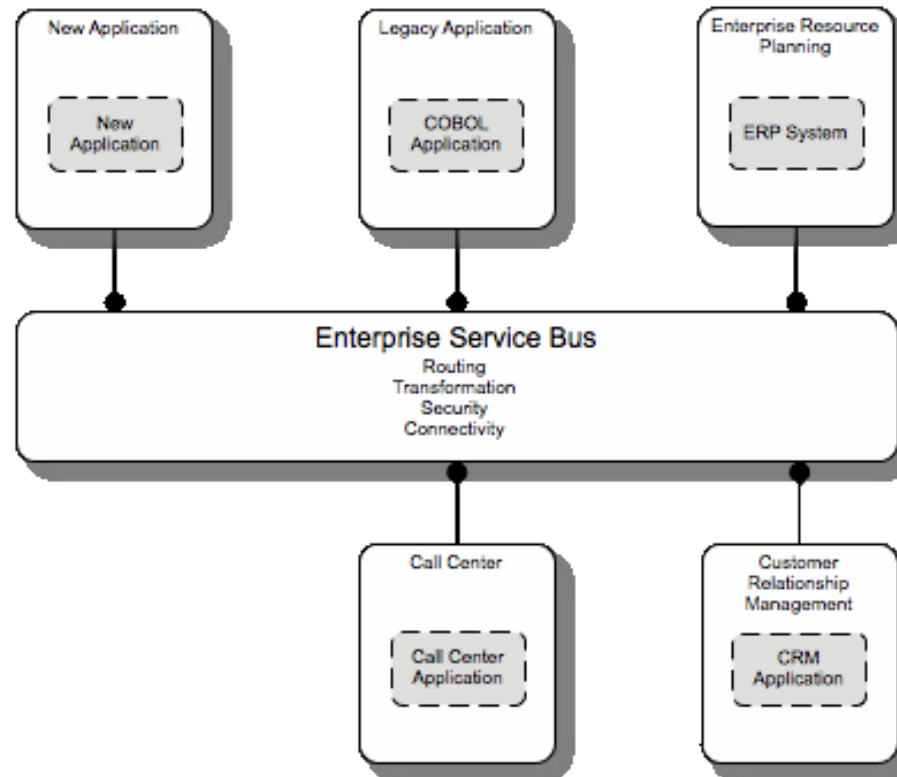 New Application
New
Application
Legacy Application
COBOL
Application
Enterprise Resource
Planning
ERP System
Enterprise Service Bus
Routing
Transformation
Security
Connectivity
Call Center
Call Center
Application
Customer
Relationship
Management
CRM
Application